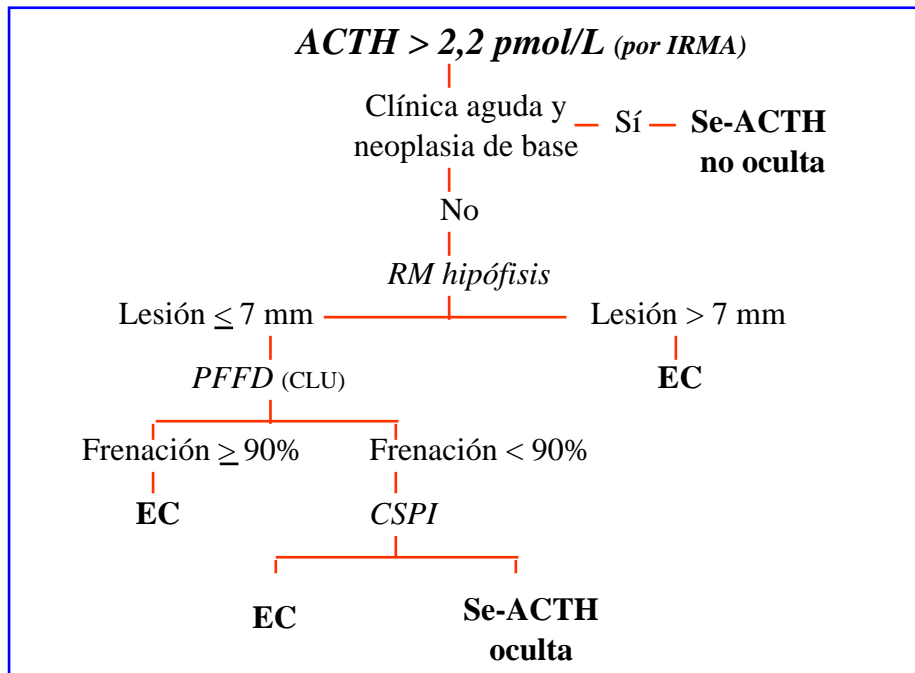 ACTH > 2,2 pmol/L (por IRMA)
Clínica aguda y
neoplasia de base
Sí
Se-ACTH
no oculta
No
RM hipófisis
Lesión ≤ 7 mm
Lesión > 7 mm
PFFD (CLU)
EC
Frenación ≥ 90%
Frenación < 90%
EC
CSPI
EC
Se-ACTH
oculta